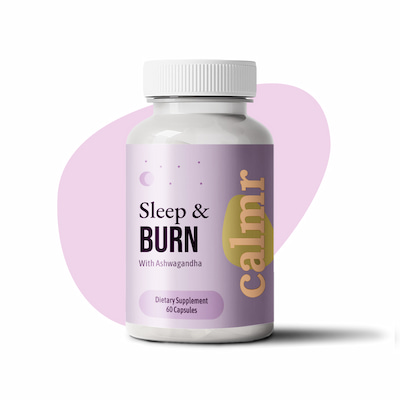 Sleep &
BURN
With Ashwagandha
Dietary Supplement
60 Capsules
calmr